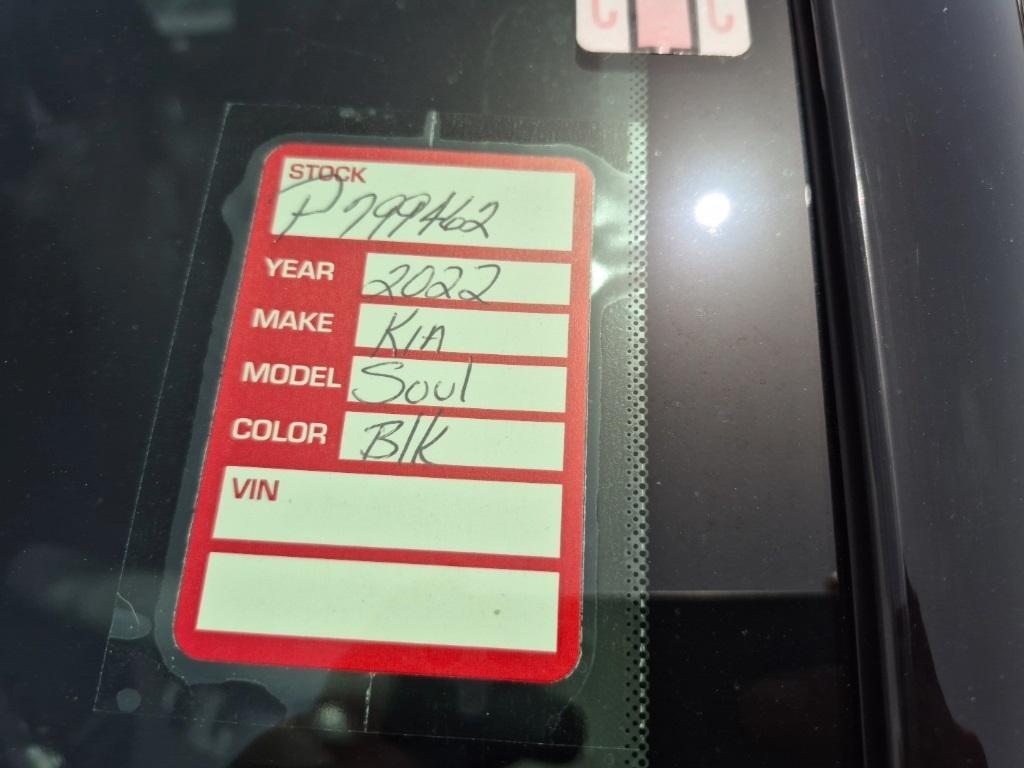 STOCK
P799462
YEAR 2022
MAKE KIA
MODEL Soul
COLOR Blk
VIN